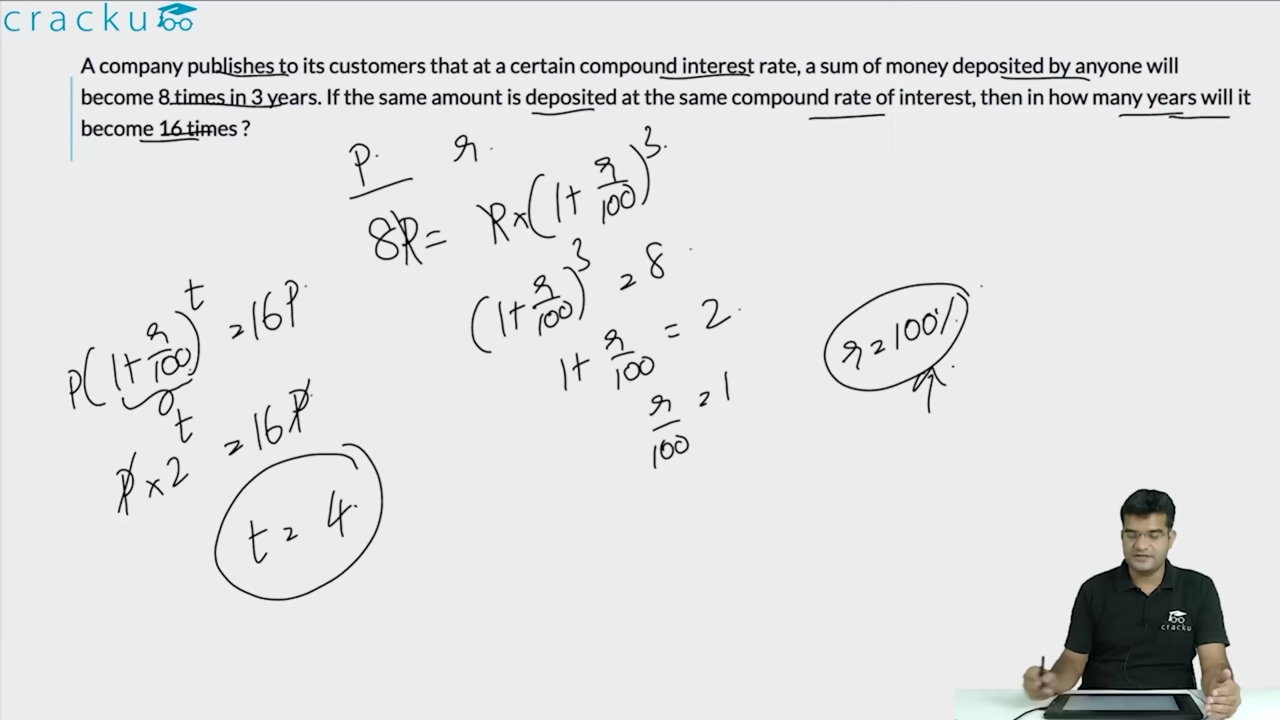 cracku
A company publishes to its customers that at a certain compound interest rate, a sum of money deposited by anyone will
become 8 times in 3 years. If the same amount is deposited at the same compound rate of interest, then in how many years will it
become 16 times ?
P. r.
8P = P×(1+r/100)^3
(1+r/100)^3 = 8
1+r/100 = 2
r/100 = 1
r=100%
P(1+r/100)^t = 16P
P×2^t = 16P
t = 4
cracku